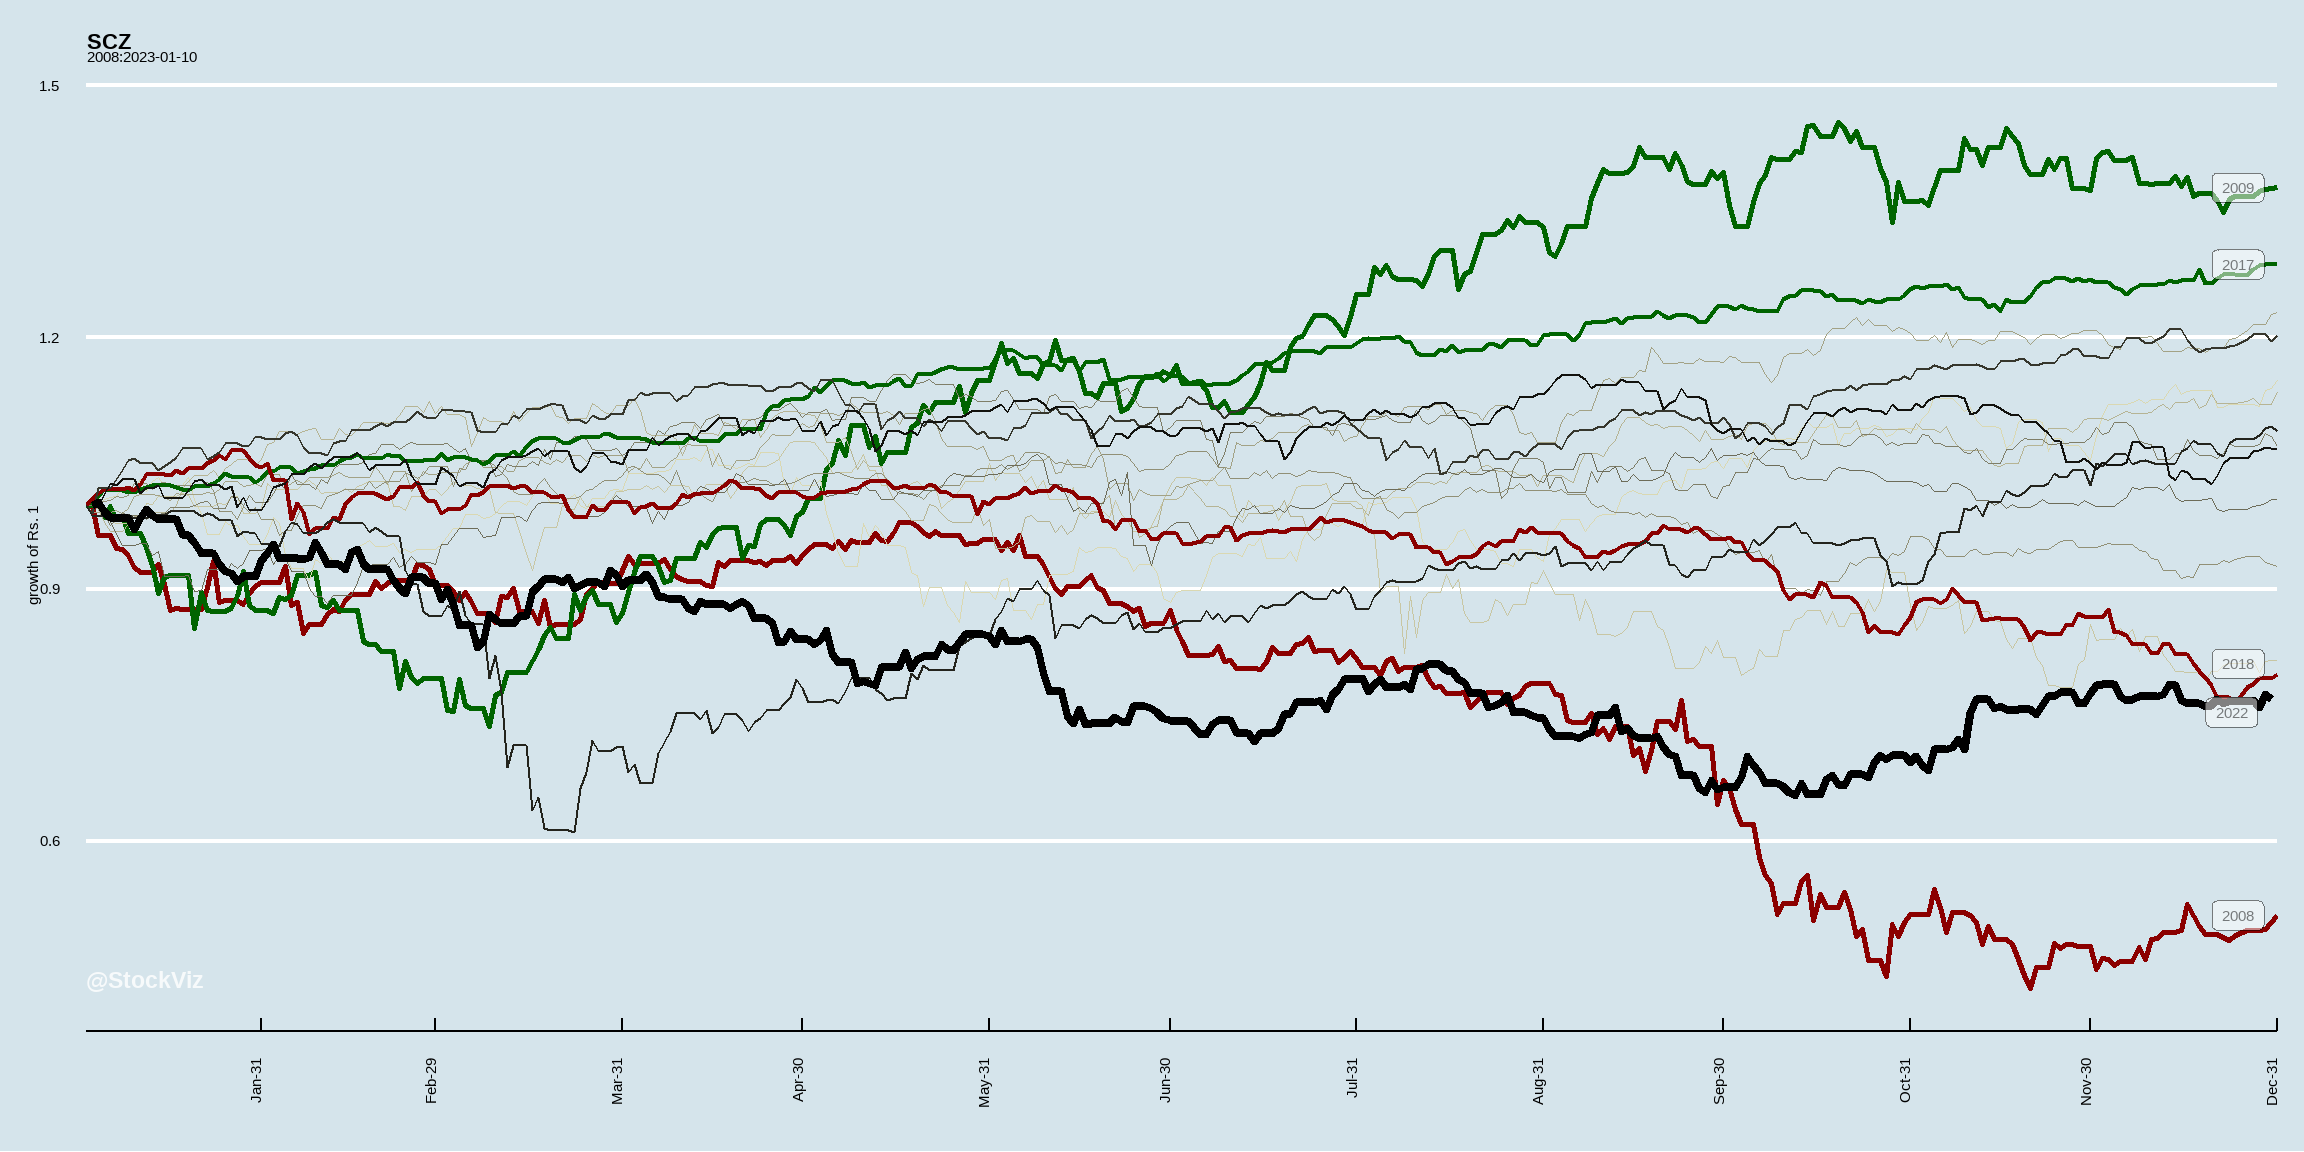 SCZ
2008:2023-01-10
1.5
1.2
0.9
0.6
growth of Rs. 1
2009
2017
2018
2022
2008
@StockViz
Jan-31
Feb-29
Mar-31
Apr-30
May-31
Jun-30
Jul-31
Aug-31
Sep-30
Oct-31
Nov-30
Dec-31